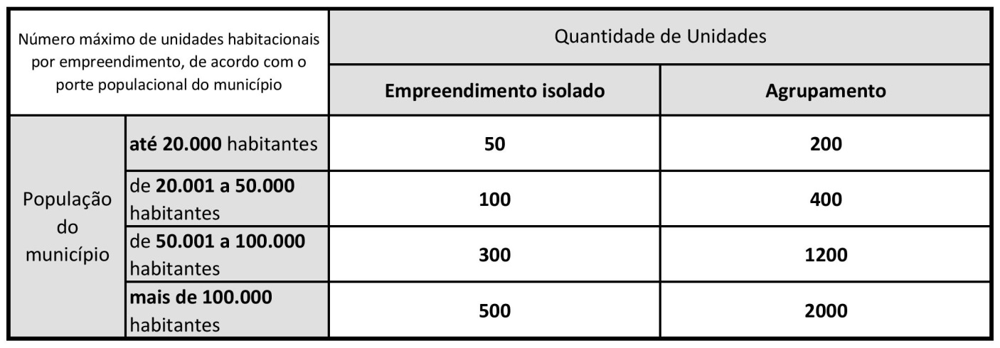 Número máximo de unidades habitacionais
por empreendimento, de acordo com o
porte populacional do município
Quantidade de Unidades
Empreendimento isolado
Agrupamento
População
do
município
até 20.000 habitantes
50
200
de 20.001 a 50.000
habitantes
100
400
de 50.001 a 100.000
habitantes
300
1200
mais de 100.000
habitantes
500
2000